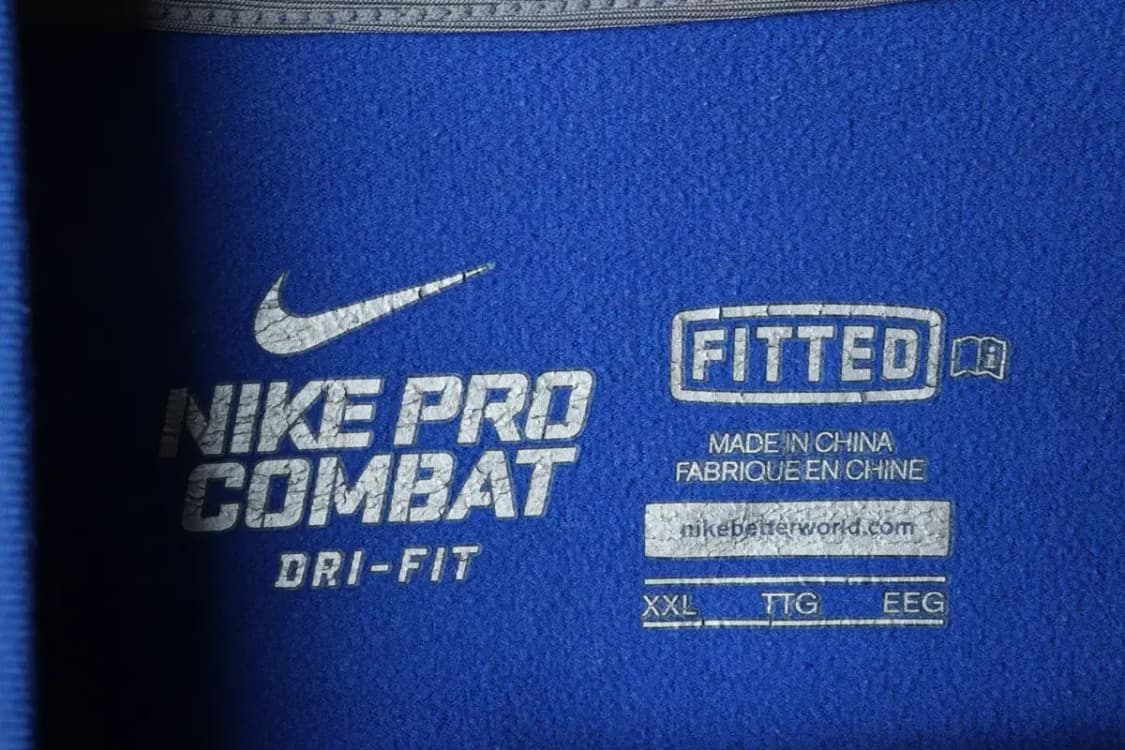 NIKE PRO
COMBAT
DRI-FIT
FITTED
MADE IN CHINA
FABRIQUE EN CHINE
nikebetterworld.com
XXL TTG EEG